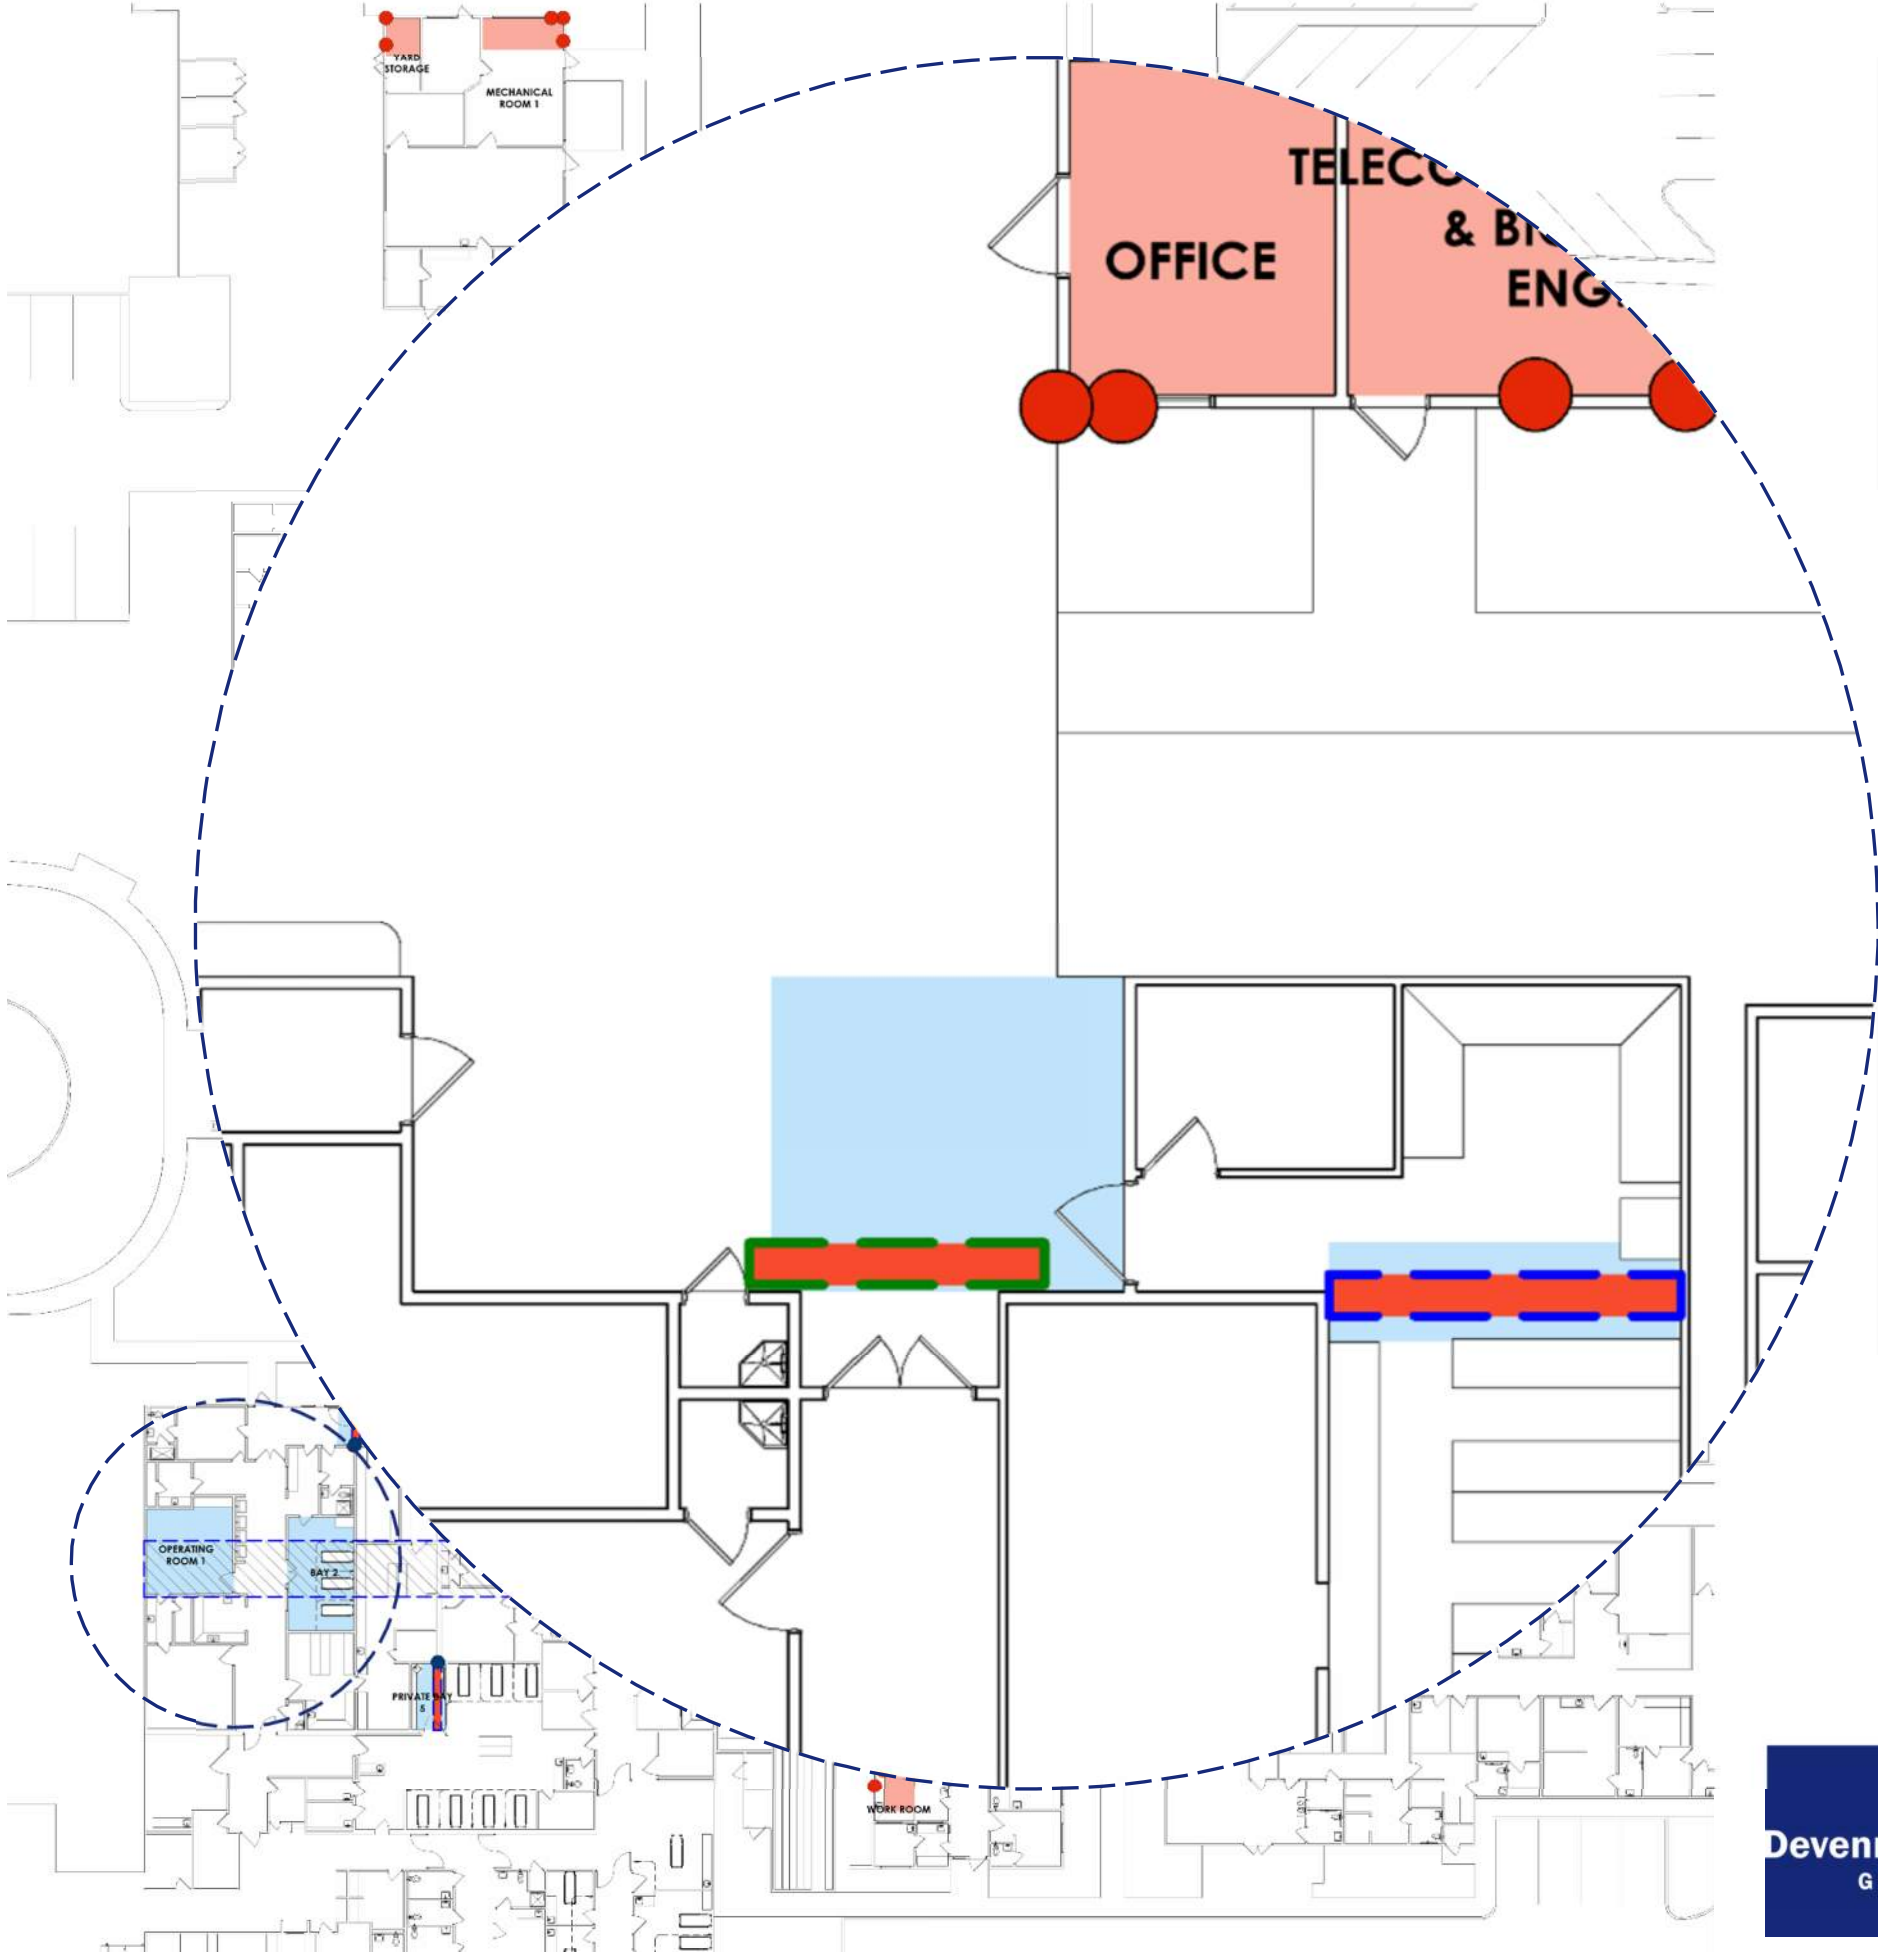 YARD
STORAGE
MECHANICAL
ROOM 1
OFFICE
TELECO
& BI
ENG.
OPERATING
ROOM 1
BAY 2
PRIVATE BAY
5
WORK ROOM
Devenn
G